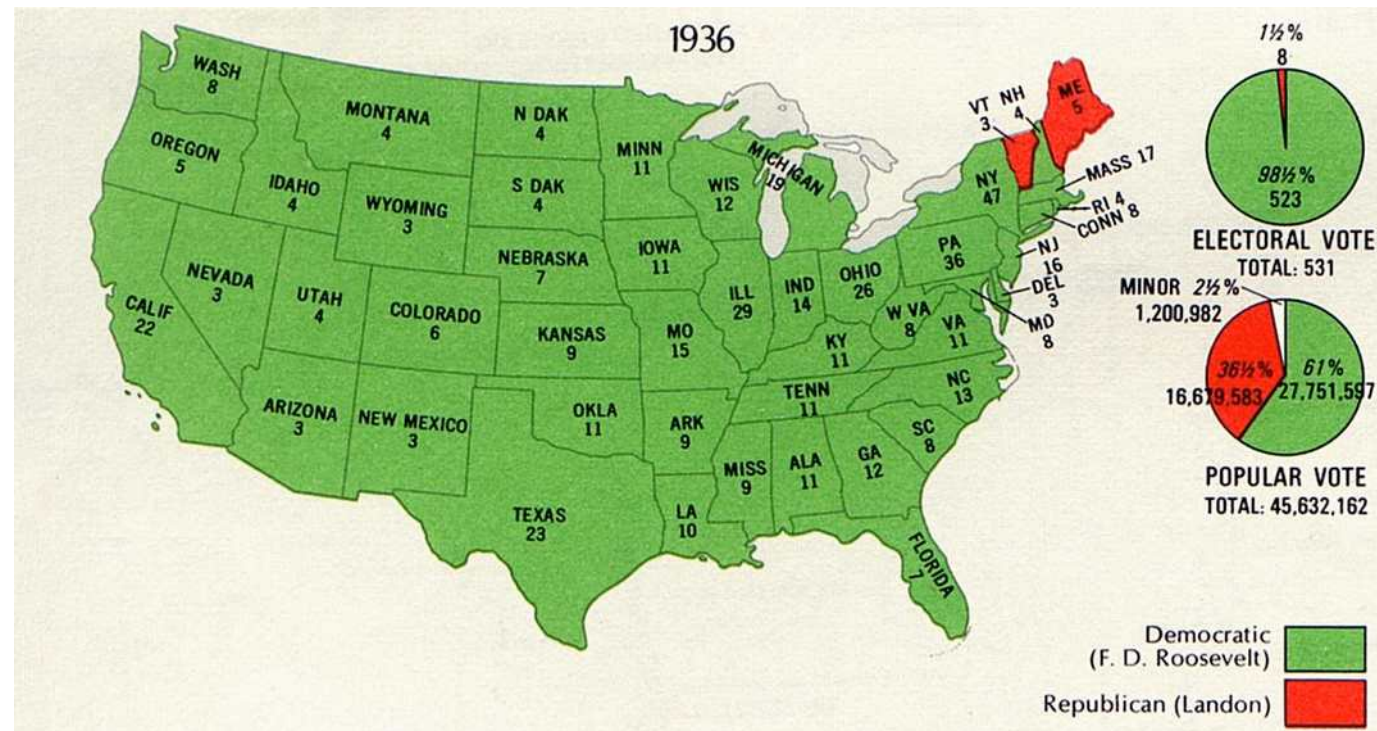 1936
WASH
8
OREGON
5
MONTANA
4
IDAHO
4
WYOMING
3
N DAK
4
S DAK
4
NEBRASKA
7
MINN
11
IOWA
11
WIS
12
MICHIGAN
19
NEVADA
3
UTAH
4
COLORADO
6
KANSAS
9
CALIF
22
ARIZONA
3
NEW MEXICO
3
OKLA
11
TEXAS
23
MO
15
ARK
9
LA
10
ILL
29
IND
14
OHIO
26
KY
11
TENN
11
MISS
9
ALA
11
GA
12
FLORIDA
7
SC
8
NC
13
VA
11
W VA
8
PA
36
NY
47
VT
3
NH
4
ME
5
MASS 17
RI 4
CONN 8
NJ
16
DEL
3
MD
8
1½%
8
98½%
523
ELECTORAL VOTE
TOTAL: 531
MINOR 2½%
1,200,982
36½%
16,679,583
61%
27,751,597
POPULAR VOTE
TOTAL: 45,632,162
Democratic
(F. D. Roosevelt)
Republican (Landon)